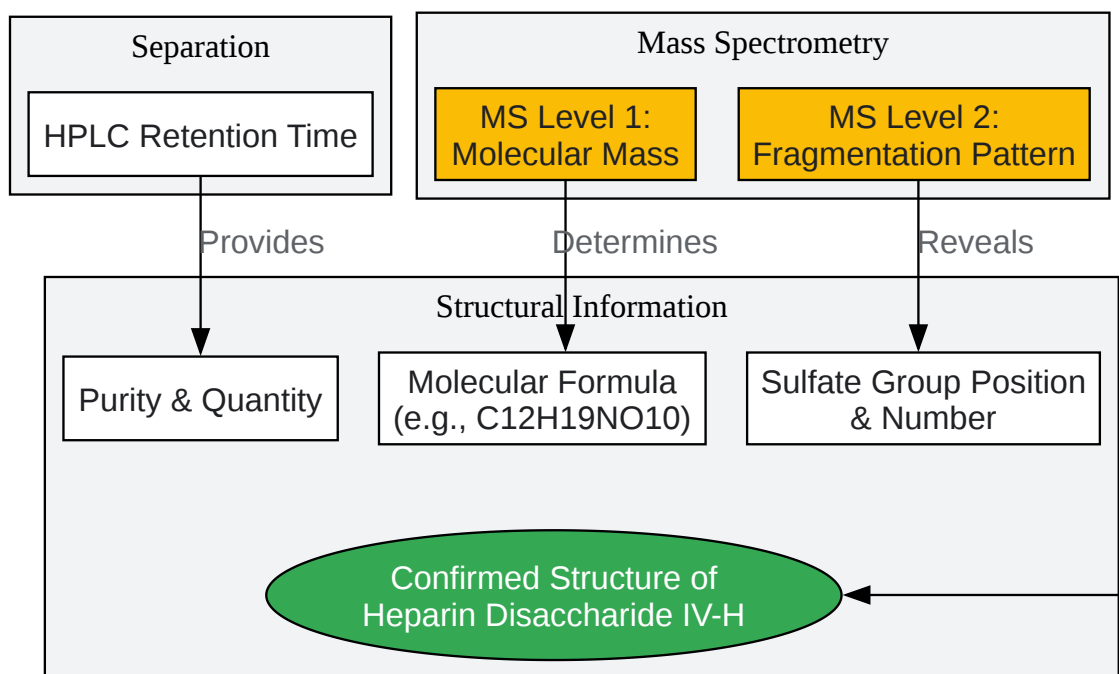 Separation
Mass Spectrometry
HPLC Retention Time
MS Level 1:
Molecular Mass
MS Level 2:
Fragmentation Pattern
Provides
Determines
Reveals
Structural Information
Purity & Quantity
Molecular Formula
(e.g., C12H19NO10)
Sulfate Group Position
& Number
Confirmed Structure of
Heparin Disaccharide IV-H